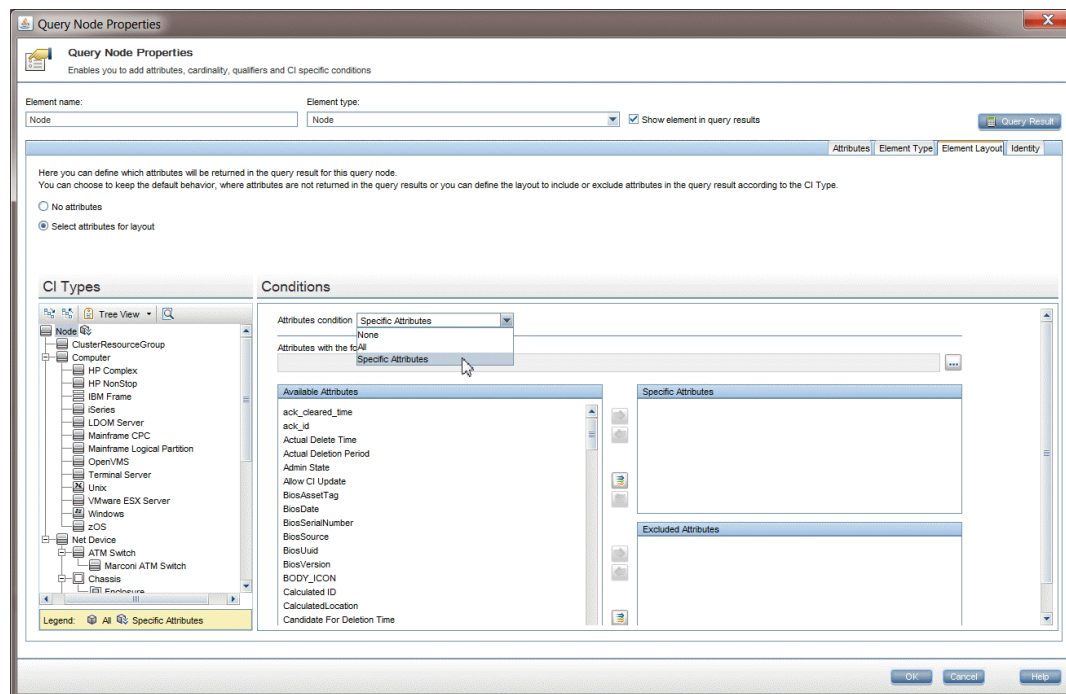 Query Node Properties
Query Node Properties
Enables you to add attributes, cardinality, qualifiers and CI specific conditions
Element name:
Element type:
Node
Node
Show element in query results
Query Result
Attributes
Element Type
Element Layout
Identity
Here you can define which attributes will be returned in the query result for this query node.
You can choose to keep the default behavior, where attributes are not returned in the query results or you can define the layout to include or exclude attributes in the query result according to the CI Type.
No attributes
Select attributes for layout
CI Types
Tree View
Node
ClusterResourceGroup
Computer
HP Complex
HP NonStop
IBM Frame
iSeries
LDOM Server
Mainframe CPC
Mainframe Logical Partition
OpenVMS
Terminal Server
Unix
VMware ESX Server
Windows
zOS
Net Device
ATM Switch
Marconi ATM Switch
Chassis
Enclosure
Legend: All Specific Attributes
Conditions
Attributes condition
Specific Attributes
None
All
Specific Attributes
Attributes with the fo
...
Available Attributes
ack_cleared_time
ack_id
Actual Delete Time
Actual Deletion Period
Admin State
Allow CI Update
BiosAssetTag
BiosDate
BiosSerialNumber
BiosSource
BiosUuid
BiosVersion
BODY_ICON
Calculated ID
CalculatedLocation
Candidate For Deletion Time
Specific Attributes
Excluded Attributes
OK
Cancel
Help